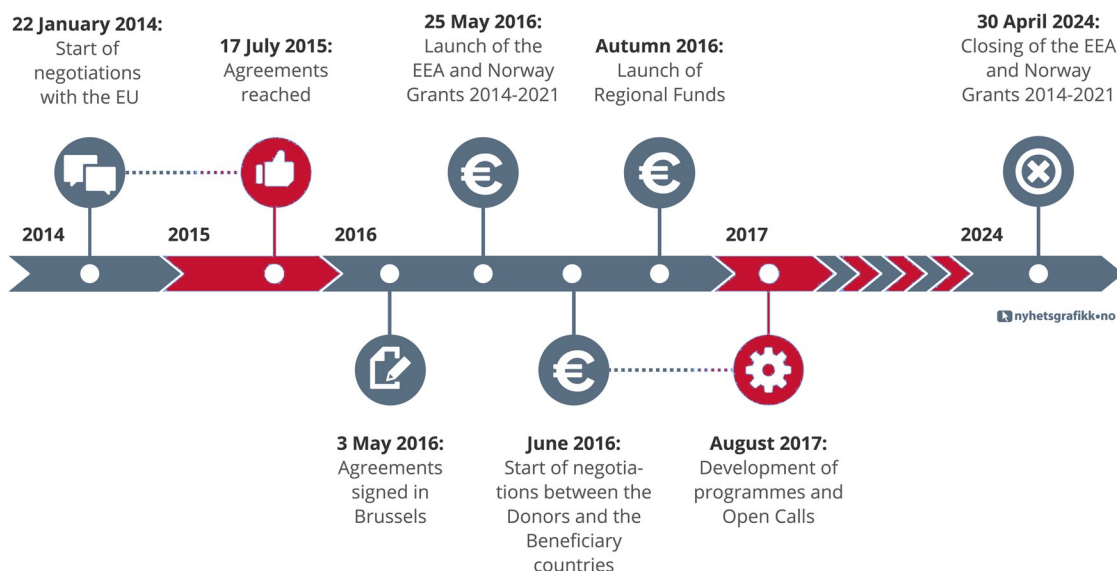 22 January 2014:
Start of
negotiations
with the EU
17 July 2015:
Agreements
reached
25 May 2016:
Launch of the
EEA and Norway
Grants 2014-2021
Autumn 2016:
Launch of
Regional Funds
30 April 2024:
Closing of the EEA
and Norway
Grants 2014-2021
2014
2015
2016
2017
2024
nyhetsgrafikk•no
3 May 2016:
Agreements
signed in
Brussels
June 2016:
Start of negotia-
tions between the
Donors and the
Beneficiary
countries
August 2017:
Development of
programmes and
Open Calls